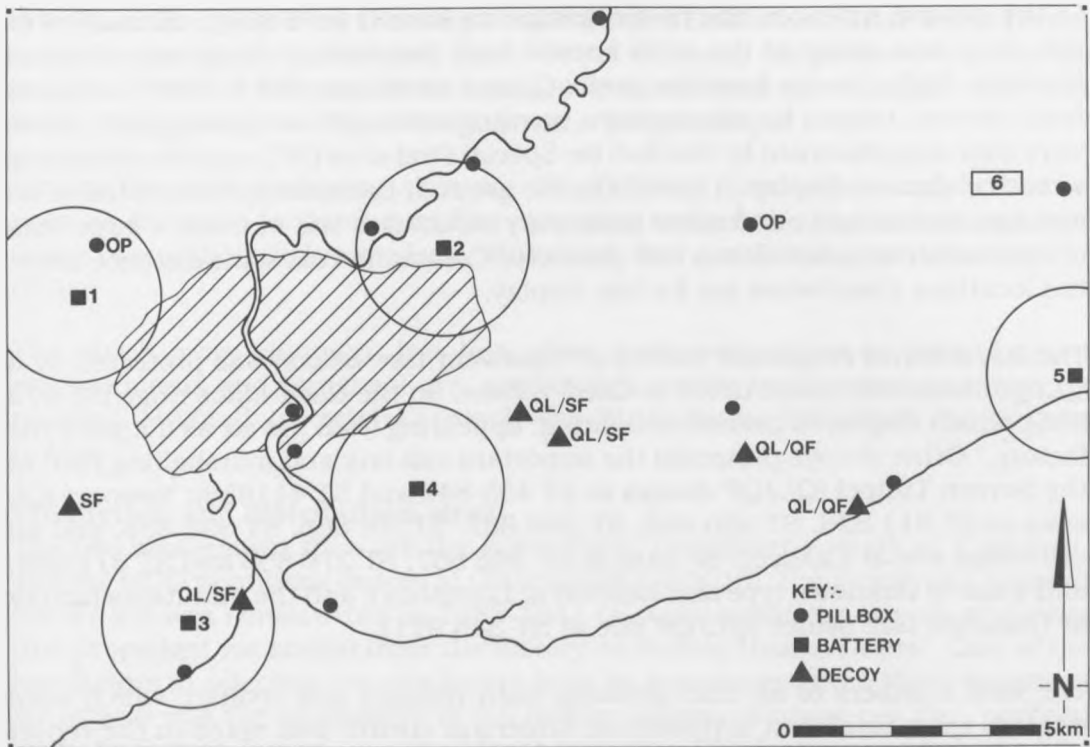 6
OP
OP
2
1
5
QL/SF
QL/SF
QL/QF
4
SF
QL/QF
QL/SF
3
KEY:-
PILLBOX
BATTERY
DECOY
N
0
5km